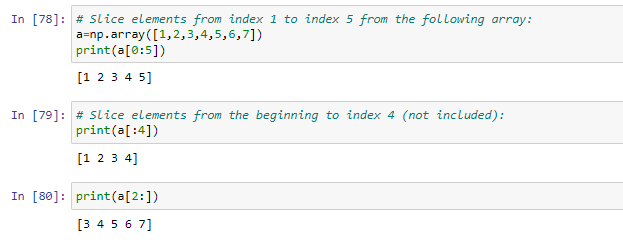 In [78]: # Slice elements from index 1 to index 5 from the following array:
a=np.array([1,2,3,4,5,6,7])
print(a[0:5])
[1 2 3 4 5]
In [79]: # Slice elements from the beginning to index 4 (not included):
print(a[:4])
[1 2 3 4]
In [80]: print(a[2:])
[3 4 5 6 7]